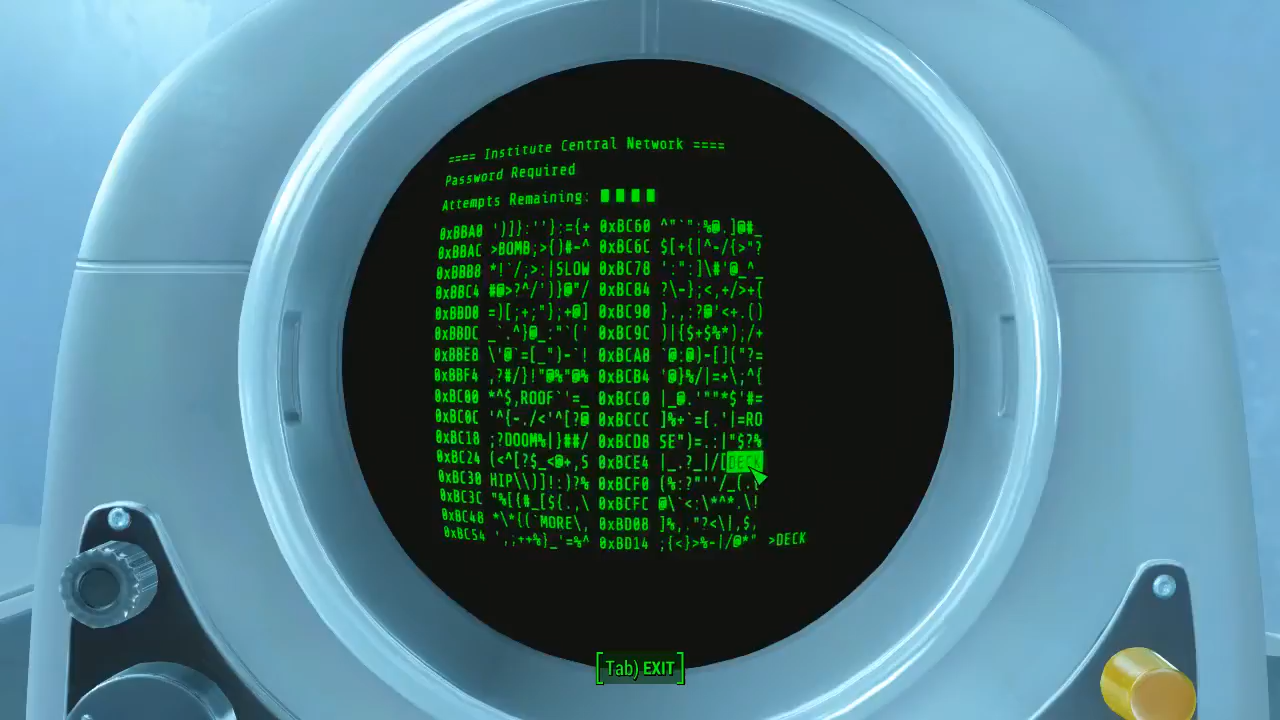 ==== Institute Central Network ====
Password Required
Attempts Remaining: █ █ █ █
0xBBA0 ')]}:''}:={+ 0xBC60 ^"`":%@.]@#_
0xBBAC >BOMB;>{)#-^ 0xBC6C $[+{|^-/{>"?
0xBBB8 *!`/;>:|SLOW 0xBC78 ':":]\#'@_^_
0xBBC4 #@>?^/')}@"/ 0xBC84 ?\-};<,+/>+{
0xBBD0 =)[;+;"];+@] 0xBC90 }.,:?@'<+.()
0xBBDC _`.^}@_:"`(' 0xBC9C )|{$+$%*);/+
0xBBE8 \'@`=[_")-`! 0xBCA8 `@:@)-[]("?=
0xBBF4 ,?#/}!"@%"@% 0xBCB4 '@}%/|=+\;^{
0xBC00 *^$,ROOF`'=_ 0xBCC0 |_@.'""*$'#=
0xBC0C '^{-./<'^[?@ 0xBCCC ]%+`=[.'|=RO
0xBC18 ;?DOOM%|}##/ 0xBCD8 SE")=.:|"$?%
0xBC24 (<^[?$_<@+,S 0xBCE4 |_.?_|/[DECK
0xBC30 HIP\\)]!:)?% 0xBCF0 (%:?"''/_(.
0xBC3C "%[{#_[$(.,\ 0xBCFC @\`<:\*^*.\!
0xBC48 *\*{(`MORE\, 0xBD08 ]%,."?<\|,$,
0xBC54 ',;++%}_'=%^ 0xBD14 ;{<}>%-|/@*" >DECK
[Tab) EXIT]